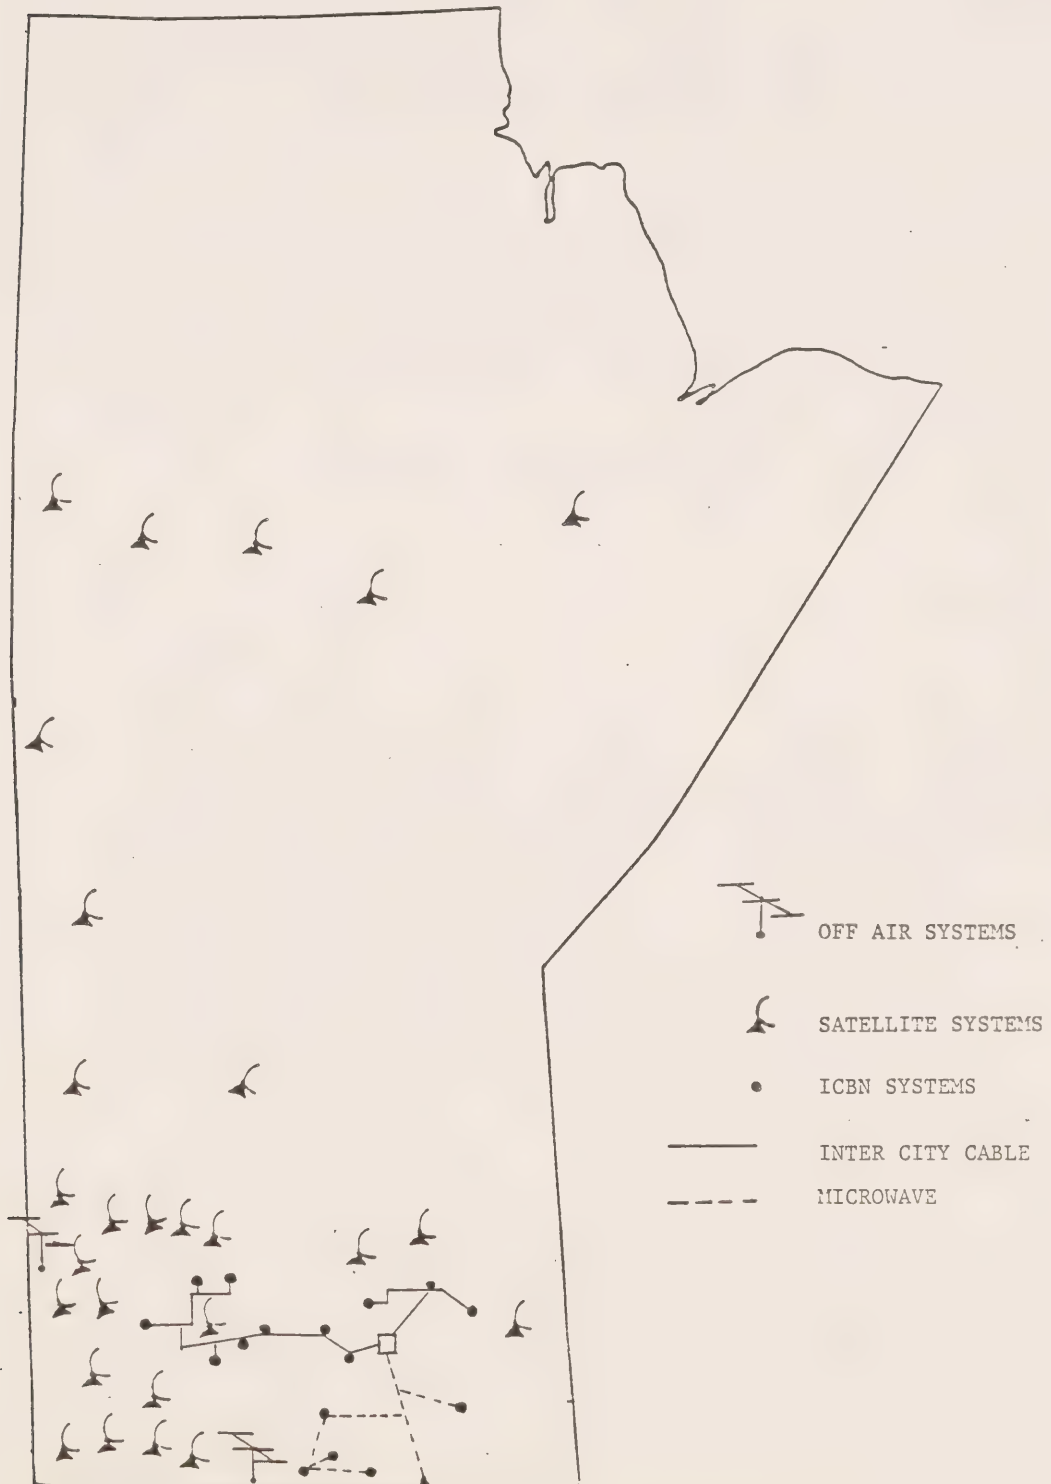 OFF AIR SYSTEMS
SATELLITE SYSTEMS
ICBN SYSTEMS
INTER CITY CABLE
MICROWAVE